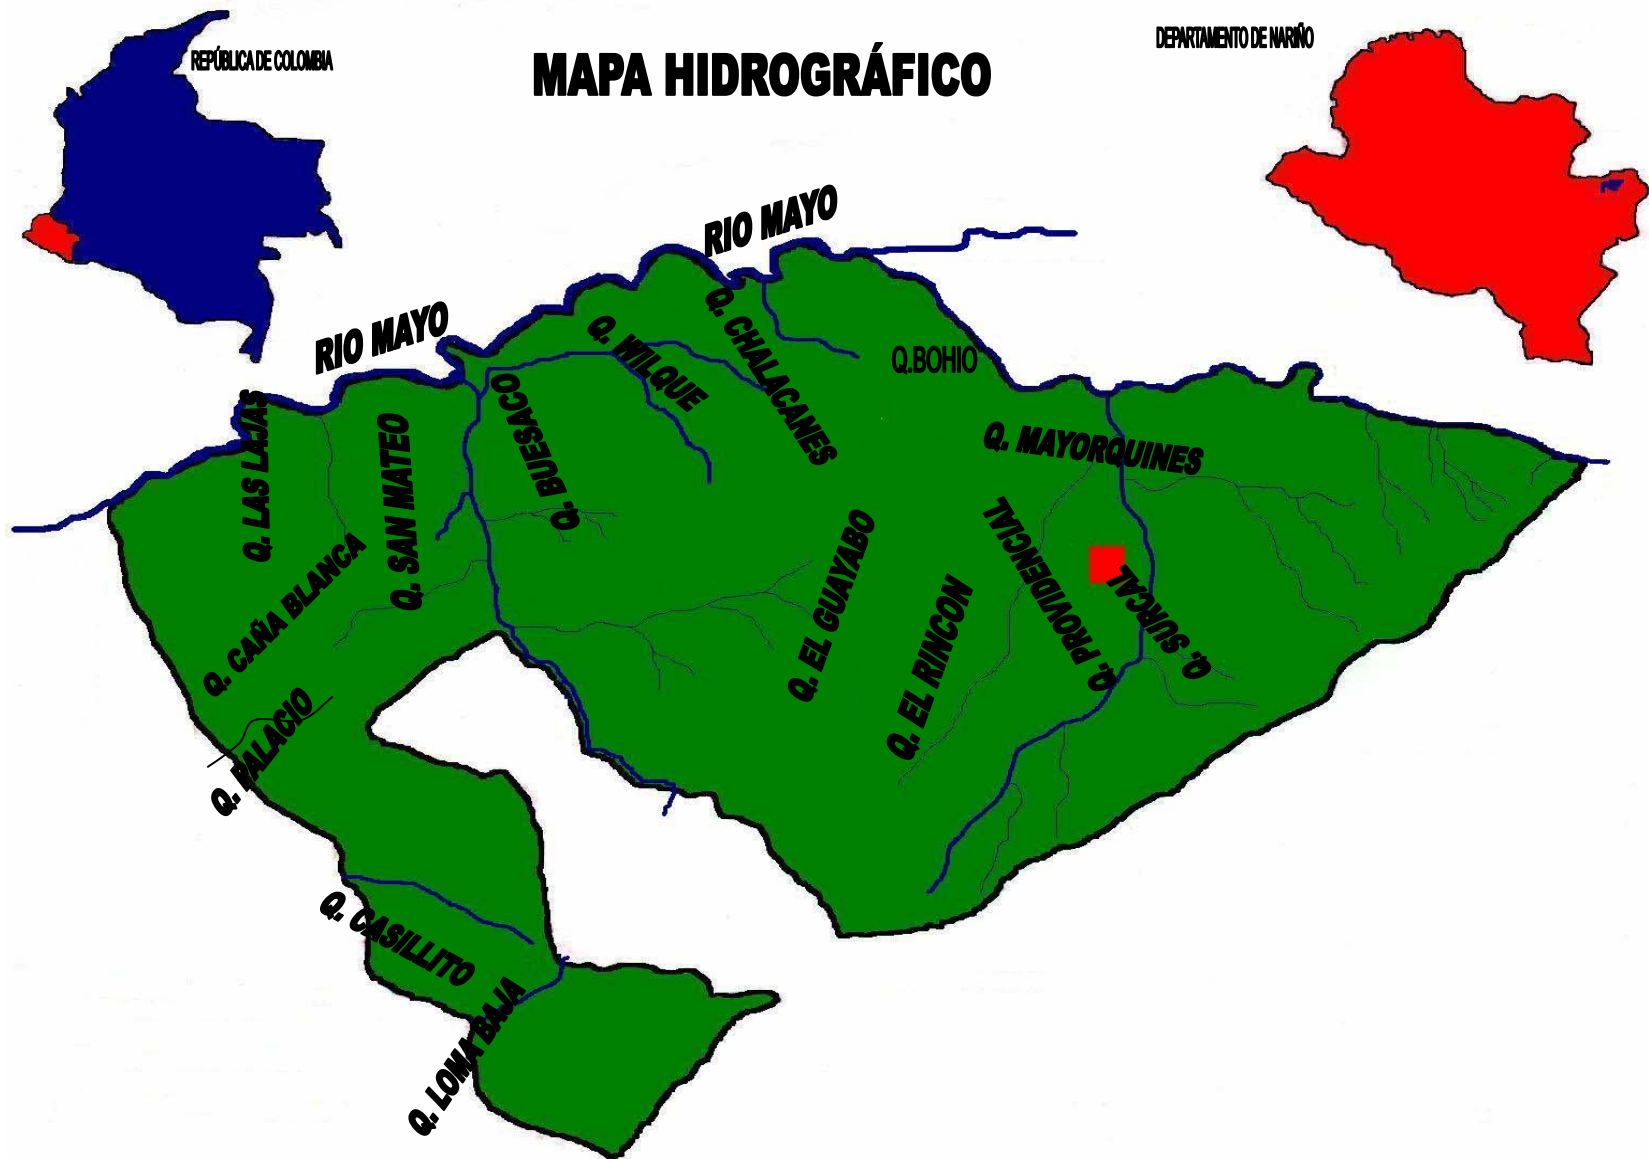 REPÚBLICA DE COLOMBIA
MAPA HIDROGRÁFICO
DEPARTAMENTO DE NARIÑO
RIO MAYO
RIO MAYO
Q. CHALACANES
Q. WILQUE
Q.BOHIO
Q. BUESACO
Q. LAS LAJAS
Q. SAN MATEO
Q. MAYORQUINES
Q. CAÑA BLANCA
Q. EL GUAYABO
Q. PROVIDENCIAL
Q. SURCAL
Q. EL RINCON
Q. PALACIO
Q. CASILLITO
Q. LOMA BAJA